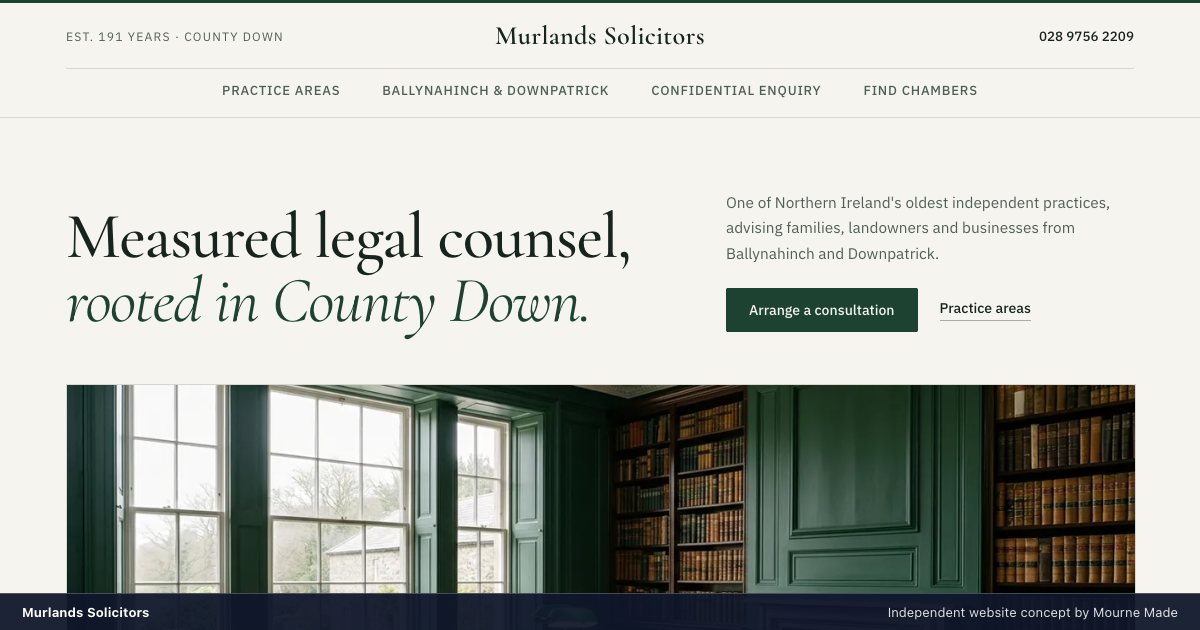 EST. 191 YEARS · COUNTY DOWN
Murlands Solicitors
028 9756 2209
PRACTICE AREAS
BALLYNAHINCH & DOWNPATRICK
CONFIDENTIAL ENQUIRY
FIND CHAMBERS
Measured legal counsel,
rooted in County Down.
One of Northern Ireland's oldest independent practices,
advising families, landowners and businesses from
Ballynahinch and Downpatrick.
Arrange a consultation
Practice areas
Murlands Solicitors
Independent website concept by Mourne Made